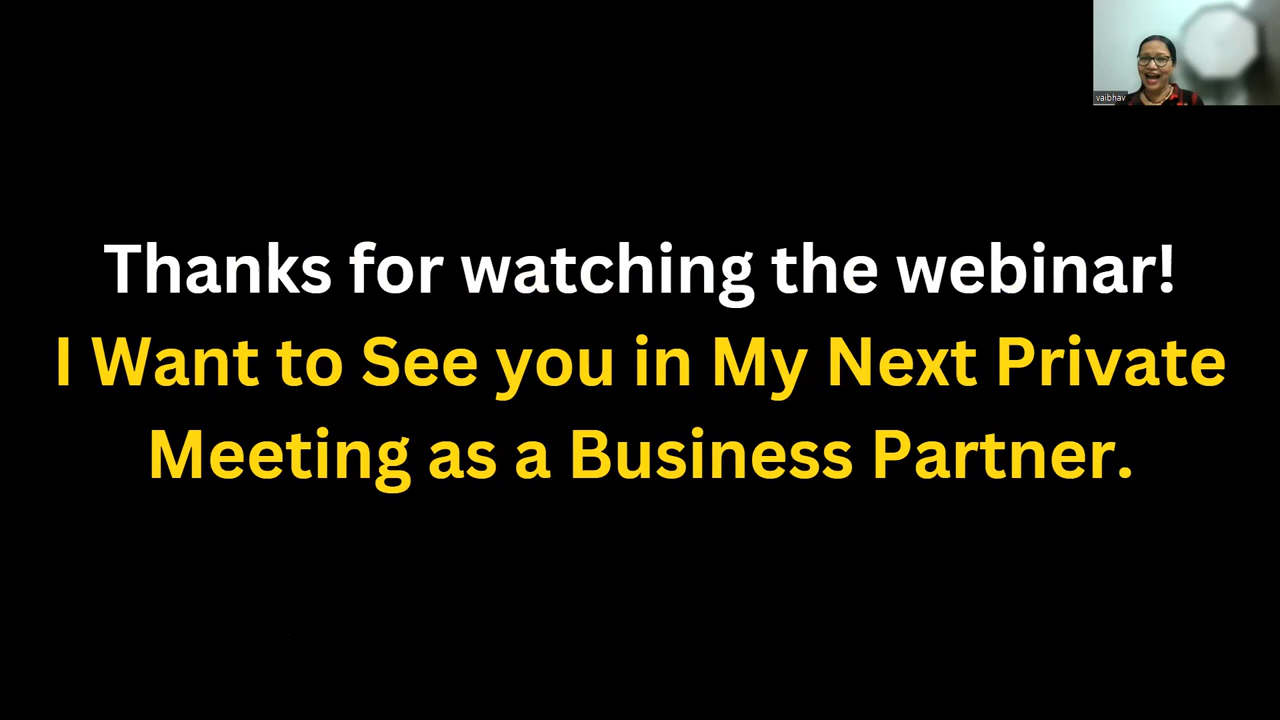 vaibhav
Thanks for watching the webinar!
I Want to See you in My Next Private
Meeting as a Business Partner.